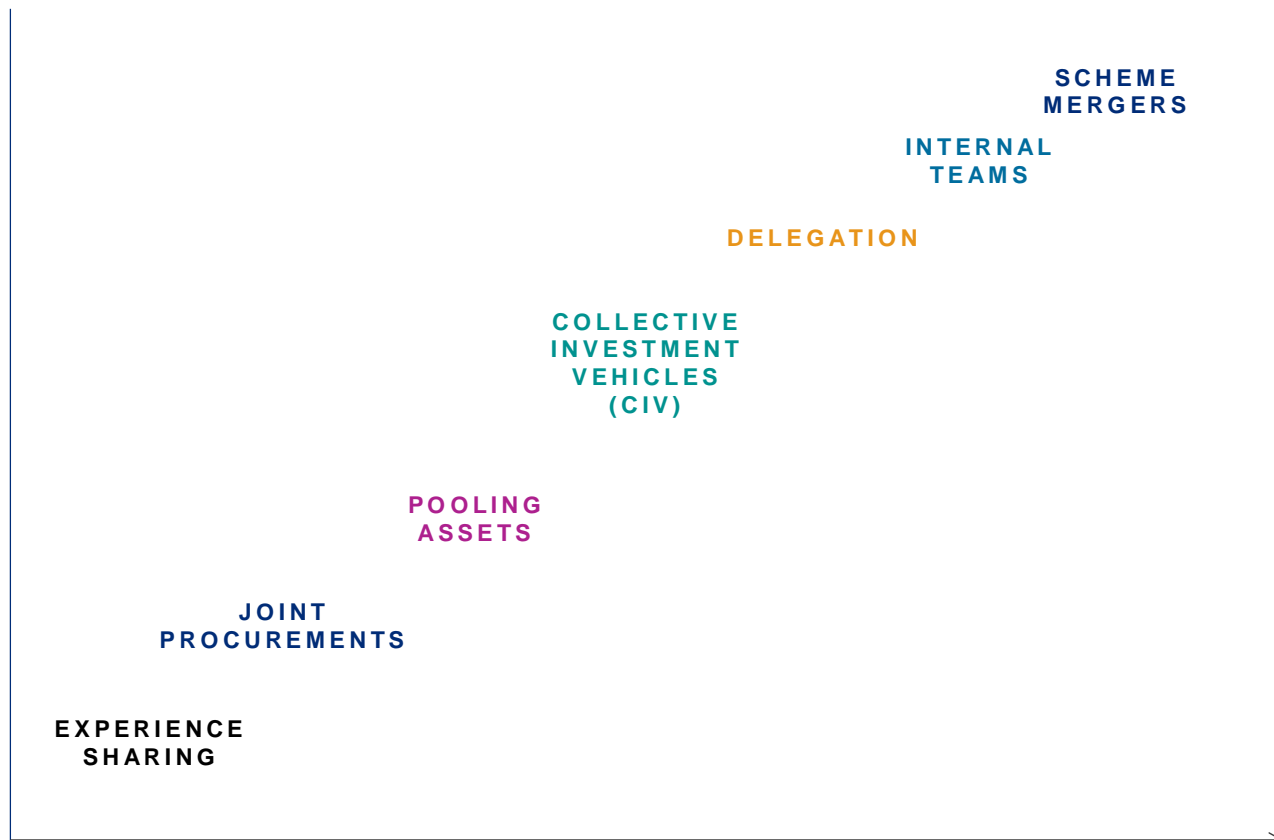 SCHEME
MERGERS
INTERNAL
TEAMS
DELEGATION
COLLECTIVE
INVESTMENT
VEHICLES
(CIV)
POOLING
ASSETS
JOINT
PROCUREMENTS
EXPERIENCE
SHARING